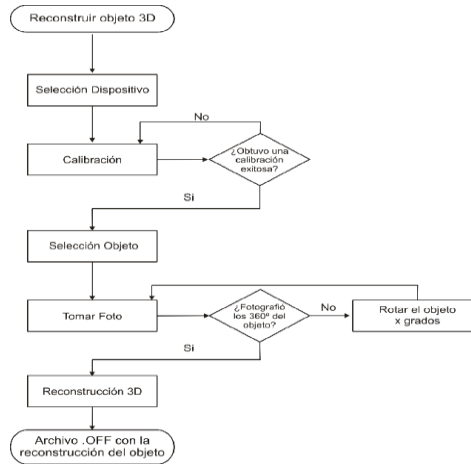 Reconstruir objeto 3D
Selección Dispositivo
No
Calibración
¿Obtuvo una
calibración
exitosa?
Si
Selección Objeto
Tomar Foto
¿Fotografió
los 360º del
objeto?
No
Rotar el objeto
x grados
Si
Reconstrucción 3D
Archivo .OFF con la
reconstrucción del objeto